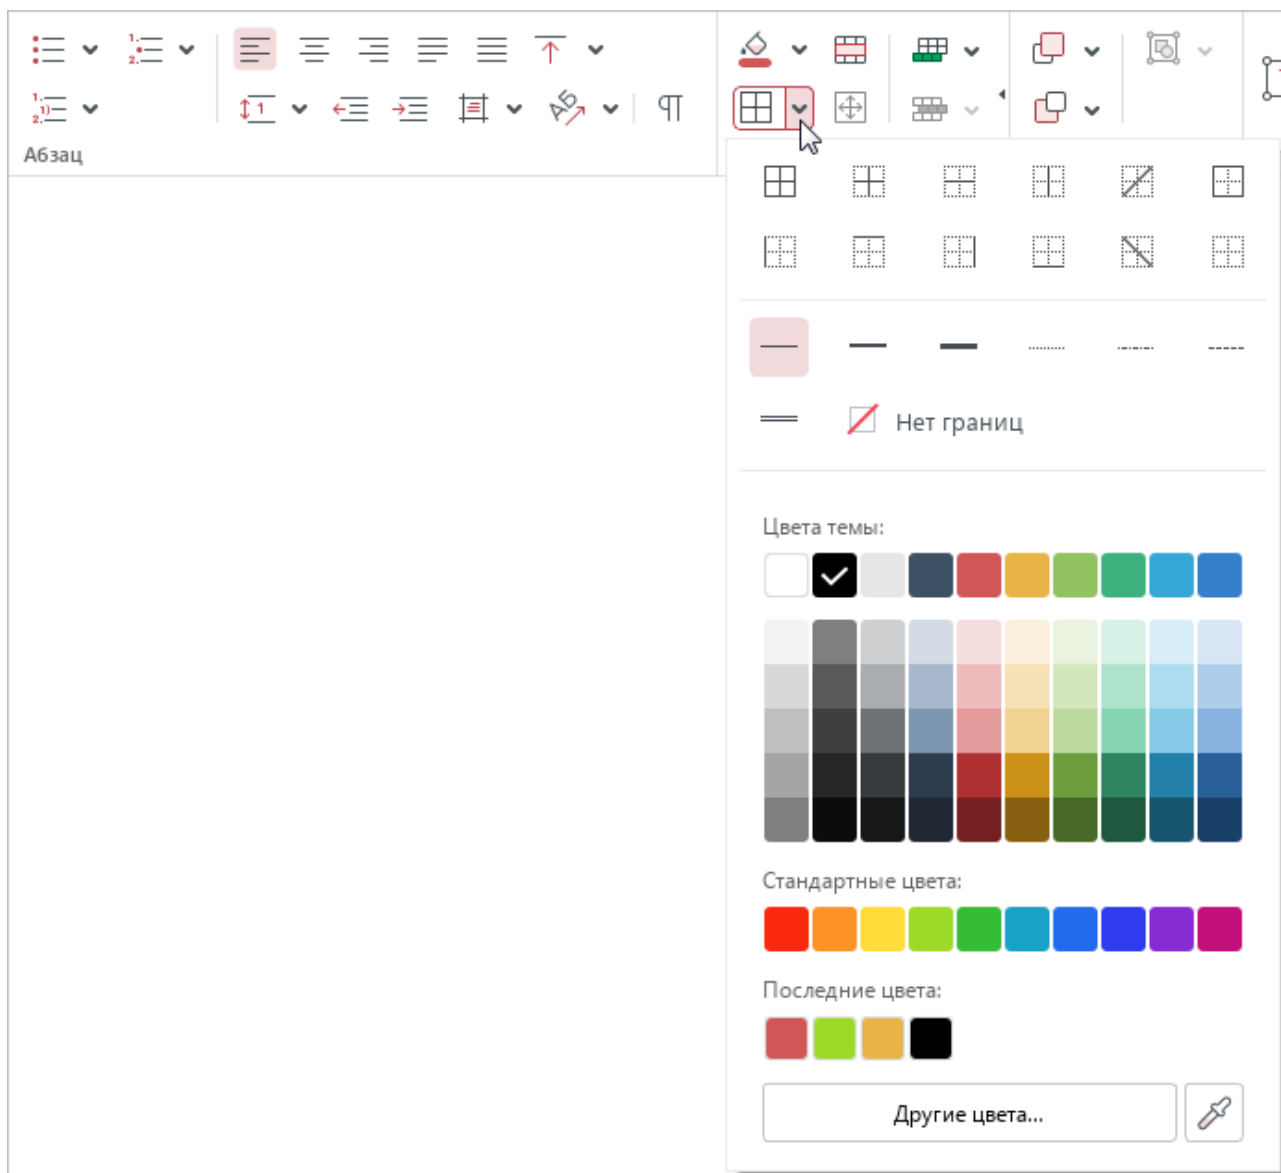 Абзац
Нет границ
Цвета темы:
Стандартные цвета:
Последние цвета:
Другие цвета...